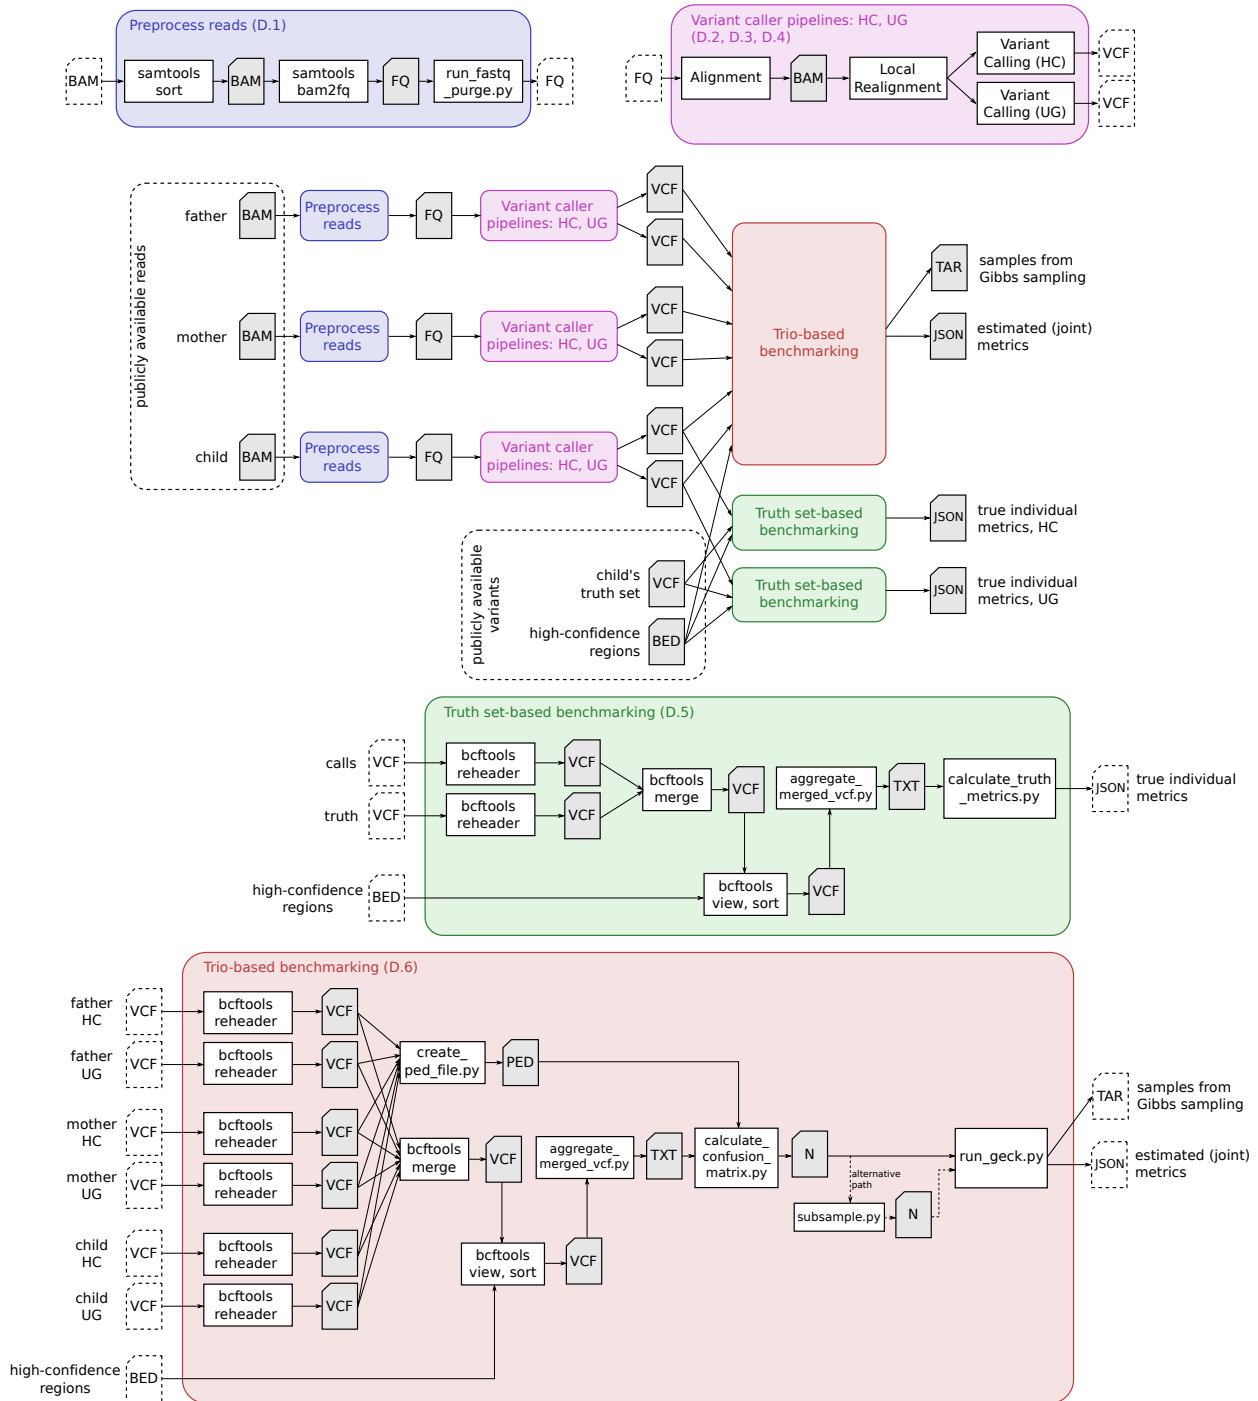 Preprocess reads (D.1)
BAM
samtools
sort
BAM
samtools
bam2fq
FQ
run_fastq
_purge.py
FQ
Variant caller pipelines: HC, UG
(D.2, D.3, D.4)
FQ
Alignment
BAM
Local
Realignment
Variant
Calling (HC)
VCF
Variant
Calling (UG)
VCF
publicly available reads
father
BAM
Preprocess
reads
FQ
Variant caller
pipelines: HC, UG
VCF
VCF
mother
BAM
Preprocess
reads
FQ
Variant caller
pipelines: HC, UG
VCF
VCF
child
BAM
Preprocess
reads
FQ
Variant caller
pipelines: HC, UG
VCF
VCF
Trio-based
benchmarking
TAR
samples from
Gibbs sampling
JSON
estimated (joint)
metrics
Truth set-based
benchmarking
JSON
true individual
metrics, HC
Truth set-based
benchmarking
JSON
true individual
metrics, UG
publicly available
variants
child's
truth set
VCF
high-confidence
regions
BED
Truth set-based benchmarking (D.5)
calls
VCF
bcftools
reheader
VCF
truth
VCF
bcftools
reheader
VCF
bcftools
merge
VCF
aggregate_
merged_vcf.py
TXT
calculate_truth
_metrics.py
JSON
true individual
metrics
high-confidence
regions
BED
bcftools
view, sort
VCF
Trio-based benchmarking (D.6)
father
HC
VCF
bcftools
reheader
VCF
father
UG
VCF
bcftools
reheader
VCF
mother
HC
VCF
bcftools
reheader
VCF
mother
UG
VCF
bcftools
reheader
VCF
child
HC
VCF
bcftools
reheader
VCF
child
UG
VCF
bcftools
reheader
VCF
create_
ped_file.py
PED
bcftools
merge
VCF
aggregate_
merged_vcf.py
TXT
calculate_
confusion_
matrix.py
N
alternative
path
subsample.py
N
run_geck.py
TAR
samples from
Gibbs sampling
JSON
estimated (joint)
metrics
bcftools
view, sort
VCF
high-confidence
regions
BED